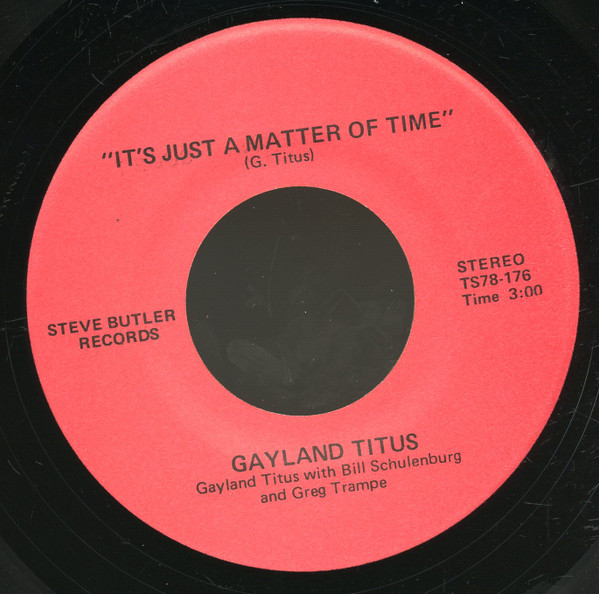 "IT'S JUST A MATTER OF TIME"
(G. Titus)
STEREO
TS78-176
Time 3:00
STEVE BUTLER
RECORDS
GAYLAND TITUS
Gayland Titus with Bill Schulenburg
and Greg Trampe